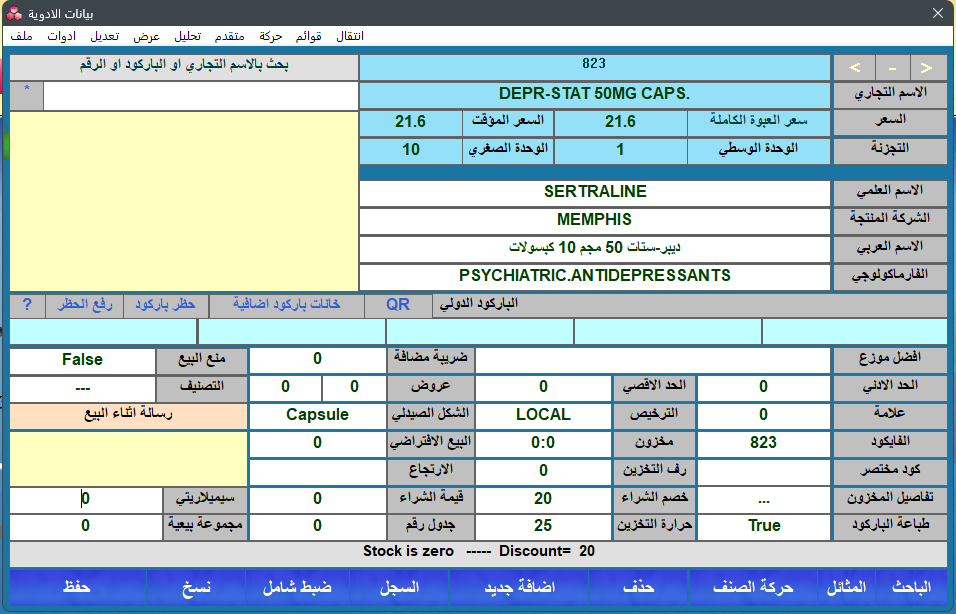 بيانات الادوية
ملف ادوات تعديل عرض تحليل متقدم حركة قوائم انتقال
بحث بالاسم التجاري او الباركود او الرقم
*
823
< - >
الاسم التجاري DEPR-STAT 50MG CAPS.
السعر سعر العبوة الكاملة 21.6 السعر المؤقت 21.6
التجزئة الوحدة الوسطي 1 الوحدة الصغري 10
الاسم العلمي SERTRALINE
الشركة المنتجة MEMPHIS
الاسم العربي ديبر-ستات 50 مجم 10 كبسولات
الفارماكولوجي PSYCHIATRIC.ANTIDEPRESSANTS
الباركود الدولي QR خانات باركود اضافية حظر باركود رفع الحظر ?
افضل موزع ضريبة مضافة 0 منع البيع False
الحد الادني 0 الحد الاقصي 0 عروض 0 0 التصنيف ---
علامة 0 الترخيص LOCAL الشكل الصيدلي Capsule رسالة اثناء البيع
الفايكود 823 مخزون 0:0 البيع الافتراضي 0
كود مختصر رف التخزين 0 الارتجاع
تفاصيل المخزون ... خصم الشراء 20 قيمة الشراء 0 سيميلاريتي 0
طباعة الباركود True حرارة التخزين 25 جدول رقم 0 مجموعة بيعية 0
Stock is zero ----- Discount= 20
الباحث المثائل حركة الصنف حذف اضافة جديد السجل ضبط شامل نسخ حفظ